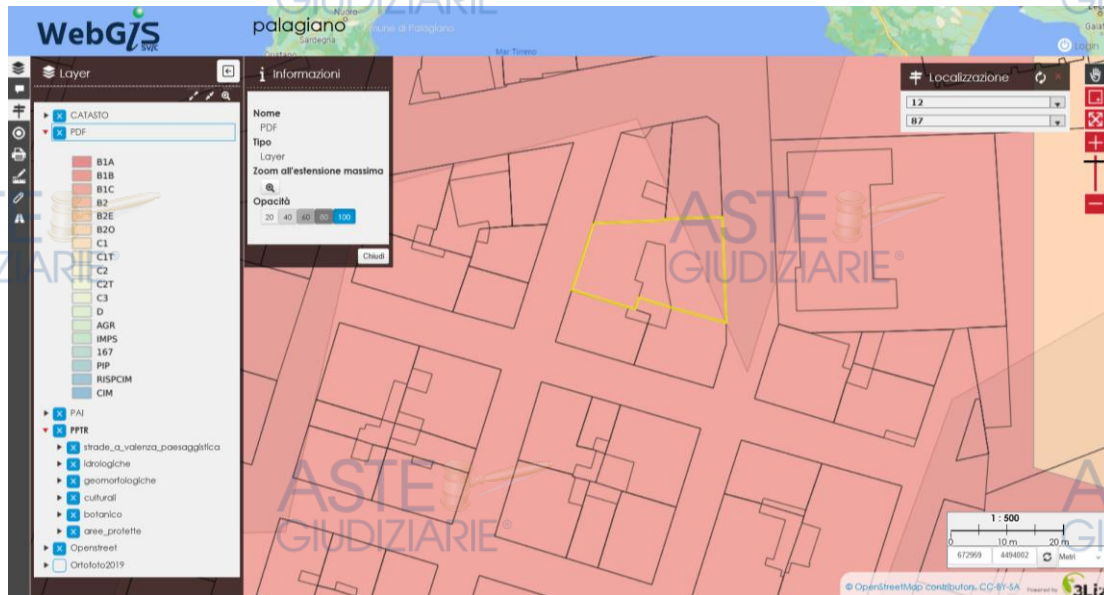 WebGIS
SV/C
palagiano
Comune di Palagiano
Nuoro
Sardegna
Oristano
Mar Tirreno
Login
Layer
CATASTO
PDF
B1A
B1B
B1C
B2
B2E
B2O
C1
C1T
C2
C2T
C3
D
AGR
IMPS
167
PIP
RISPCIM
CIM
PAI
PPTR
strade_a_valenza_paesaggistica
idrologiche
geomorfologiche
culturali
botanico
aree_protette
Openstreet
Ortofoto2019
Informazioni
Nome
PDF
Tipo
Layer
Zoom all'estensione massima
Opacità
20 40 60 80 100
Chiudi
Localizzazione
12
87
ASTE
GIUDIZIARIE®
ASTE
GIUDIZIARIE®
1 : 500
0 10 m 20 m
672969 4494002 Metri
© OpenStreetMap contributors, CC-BY-SA Powered by 3Liz